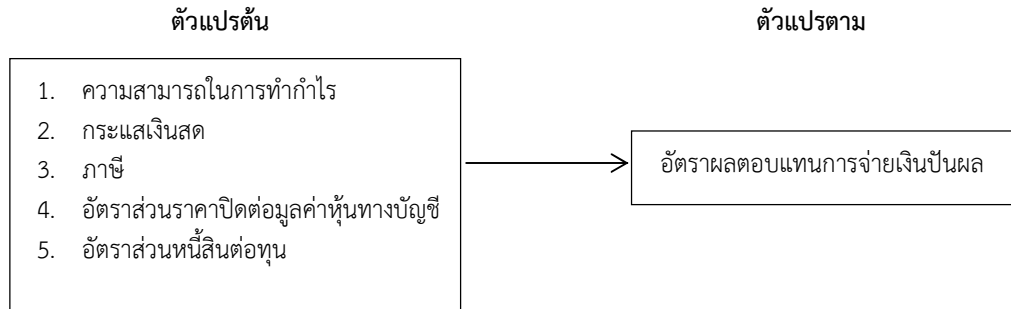 ตัวแปรต้น
ตัวแปรตาม
1. ความสามารถในการทำกำไร
2. กระแสเงินสด
3. ภาษี
4. อัตราส่วนราคาปิดต่อมูลค่าหุ้นทางบัญชี
5. อัตราส่วนหนี้สินต่อทุน
อัตราผลตอบแทนการจ่ายเงินปันผล